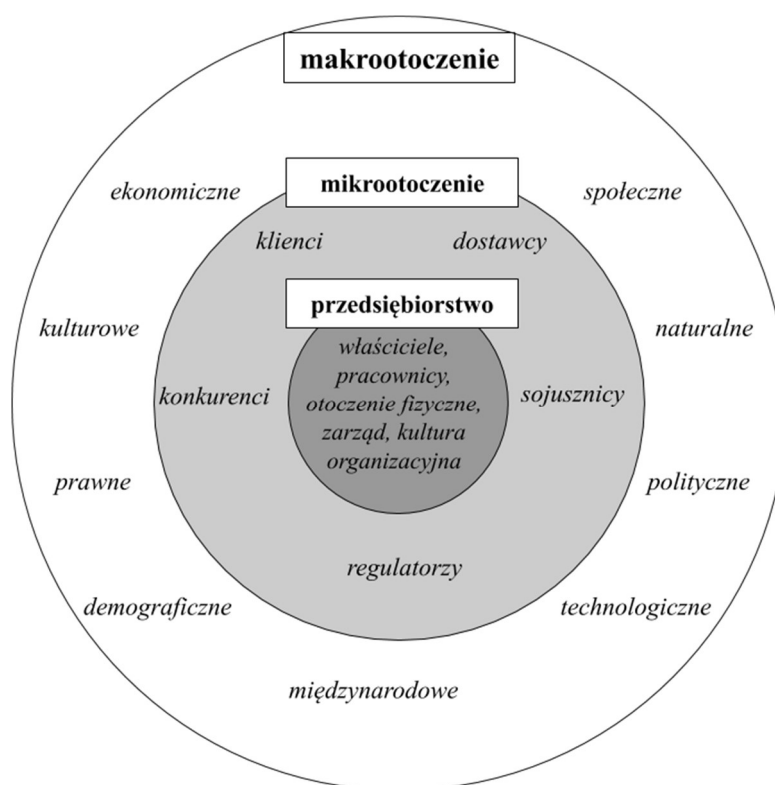 makrootoczenie
mikrootoczenie
ekonomiczne
społeczne
klienci
dostawcy
przedsiębiorstwo
kulturowe
naturalne
właściciele,
pracownicy,
otoczenie fizyczne,
zarząd, kultura
organizacyjna
konkurenci
sojusznicy
prawne
polityczne
regulatorzy
demograficzne
technologiczne
międzynarodowe